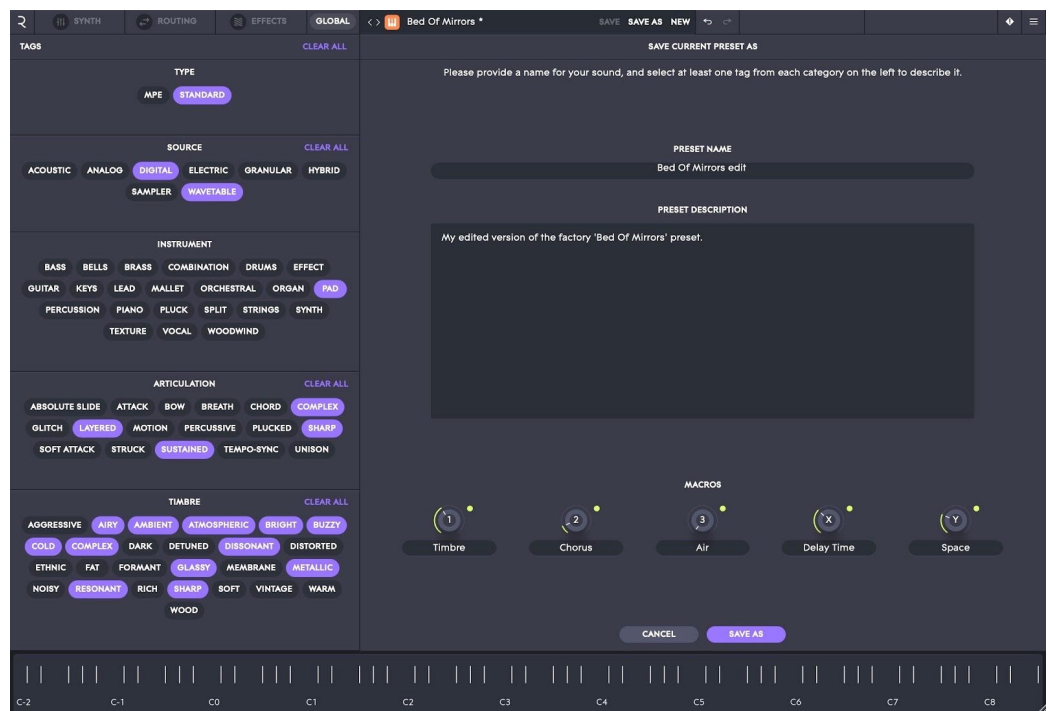 SYNTH ROUTING EFFECTS GLOBAL Bed Of Mirrors * SAVE SAVE AS NEW
TAGS CLEAR ALL
TYPE
MPE STANDARD
SOURCE CLEAR ALL
ACOUSTIC ANALOG DIGITAL ELECTRIC GRANULAR HYBRID
SAMPLER WAVETABLE
INSTRUMENT
BASS BELLS BRASS COMBINATION DRUMS EFFECT
GUITAR KEYS LEAD MALLET ORCHESTRAL ORGAN PAD
PERCUSSION PIANO PLUCK SPLIT STRINGS SYNTH
TEXTURE VOCAL WOODWIND
ARTICULATION CLEAR ALL
ABSOLUTE SLIDE ATTACK BOW BREATH CHORD COMPLEX
GLITCH LAYERED MOTION PERCUSSIVE PLUCKED SHARP
SOFT ATTACK STRUCK SUSTAINED TEMPO-SYNC UNISON
TIMBRE CLEAR ALL
AGGRESSIVE AIRY AMBIENT ATMOSPHERIC BRIGHT BUZZY
COLD COMPLEX DARK DETUNED DISSONANT DISTORTED
ETHNIC FAT FORMANT GLASSY MEMBRANE METALLIC
NOISY RESONANT RICH SHARP SOFT VINTAGE WARM
WOOD
SAVE CURRENT PRESET AS
Please provide a name for your sound, and select at least one tag from each category on the left to describe it.
PRESET NAME
Bed Of Mirrors edit
PRESET DESCRIPTION
My edited version of the factory 'Bed Of Mirrors' preset.
MACROS
1 2 3 X Y
Timbre Chorus Air Delay Time Space
CANCEL SAVE AS
C-2 C-1 C0 C1 C2 C3 C4 C5 C6 C7 C8